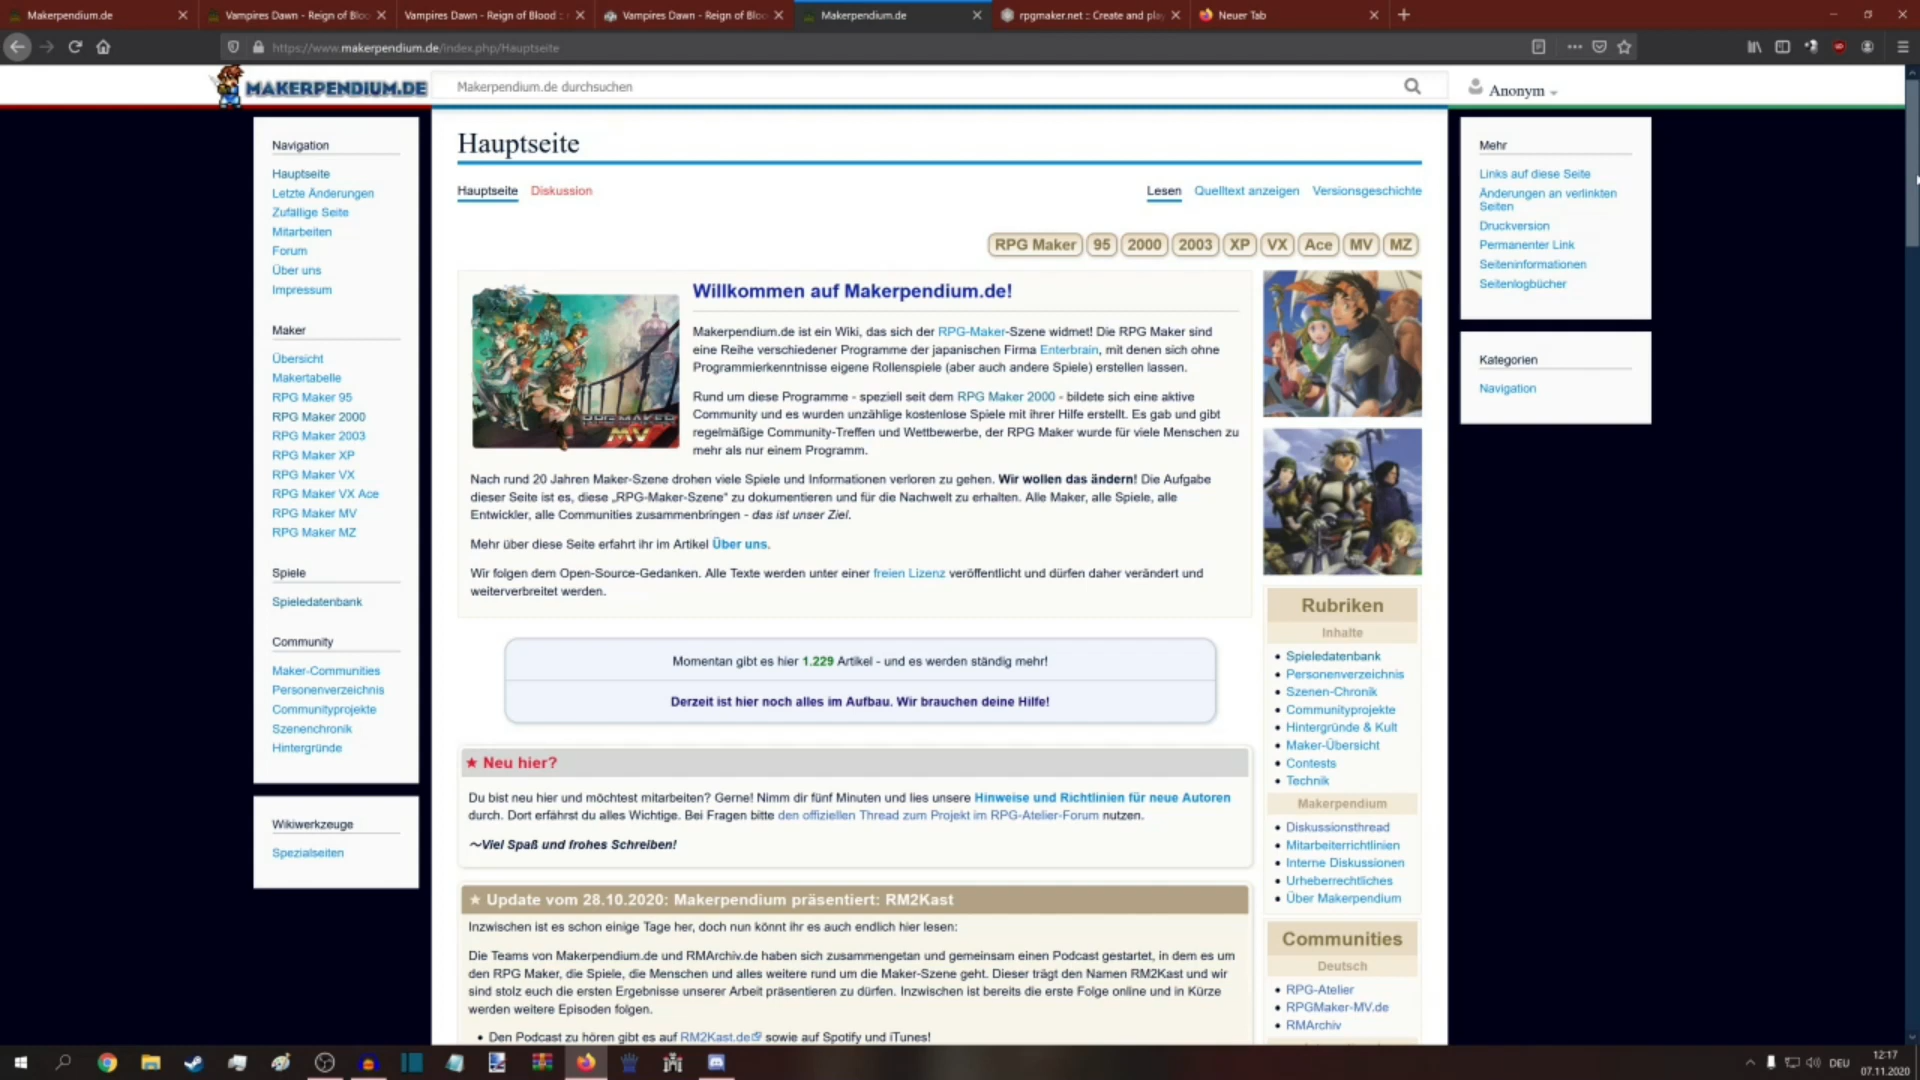 Makerpendium.de
Vampires Dawn - Reign of Bloo
Vampires Dawn - Reign of Blood ::
Vampires Dawn - Reign of Bloo
Makerpendium.de
rpgmaker.net :: Create and play
Neuer Tab
https://www.makerpendium.de/index.php/Hauptseite
MAKERPENDIUM.DE
Makerpendium.de durchsuchen
Anonym
Navigation
Hauptseite
Letzte Änderungen
Zufällige Seite
Mitarbeiten
Forum
Über uns
Impressum
Maker
Übersicht
Makertabelle
RPG Maker 95
RPG Maker 2000
RPG Maker 2003
RPG Maker XP
RPG Maker VX
RPG Maker VX Ace
RPG Maker MV
RPG Maker MZ
Spiele
Spieledatenbank
Community
Maker-Communities
Personenverzeichnis
Communityprojekte
Szenenchronik
Hintergründe
Wikiwerkzeuge
Spezialseiten
Hauptseite
Hauptseite Diskussion
Lesen Quelltext anzeigen Versionsgeschichte
RPG Maker 95 2000 2003 XP VX Ace MV MZ
RPG MAKER
MV
Willkommen auf Makerpendium.de!
Makerpendium.de ist ein Wiki, das sich der RPG-Maker-Szene widmet! Die RPG Maker sind
eine Reihe verschiedener Programme der japanischen Firma Enterbrain, mit denen sich ohne
Programmierkenntnisse eigene Rollenspiele (aber auch andere Spiele) erstellen lassen.
Rund um diese Programme - speziell seit dem RPG Maker 2000 - bildete sich eine aktive
Community und es wurden unzählige kostenlose Spiele mit ihrer Hilfe erstellt. Es gab und gibt
regelmäßige Community-Treffen und Wettbewerbe, der RPG Maker wurde für viele Menschen zu
mehr als nur einem Programm.
Nach rund 20 Jahren Maker-Szene drohen viele Spiele und Informationen verloren zu gehen. Wir wollen das ändern! Die Aufgabe
dieser Seite ist es, diese „RPG-Maker-Szene" zu dokumentieren und für die Nachwelt zu erhalten. Alle Maker, alle Spiele, alle
Entwickler, alle Communities zusammenbringen - das ist unser Ziel.
Mehr über diese Seite erfahrt ihr im Artikel Über uns.
Wir folgen dem Open-Source-Gedanken. Alle Texte werden unter einer freien Lizenz veröffentlicht und dürfen daher verändert und
weiterverbreitet werden.
Momentan gibt es hier 1.229 Artikel - und es werden ständig mehr!
Derzeit ist hier noch alles im Aufbau. Wir brauchen deine Hilfe!
★ Neu hier?
Du bist neu hier und möchtest mitarbeiten? Gerne! Nimm dir fünf Minuten und lies unsere Hinweise und Richtlinien für neue Autoren
durch. Dort erfährst du alles Wichtige. Bei Fragen bitte den offiziellen Thread zum Projekt im RPG-Atelier-Forum nutzen.
~Viel Spaß und frohes Schreiben!
★ Update vom 28.10.2020: Makerpendium präsentiert: RM2Kast
Inzwischen ist es schon einige Tage her, doch nun könnt ihr es auch endlich hier lesen:
Die Teams von Makerpendium.de und RMArchiv.de haben sich zusammengetan und gemeinsam einen Podcast gestartet, in dem es um
den RPG Maker, die Spiele, die Menschen und alles weitere rund um die Maker-Szene geht. Dieser trägt den Namen RM2Kast und wir
sind stolz euch die ersten Ergebnisse unserer Arbeit präsentieren zu dürfen. Inzwischen ist bereits die erste Folge online und in Kürze
werden weitere Episoden folgen.
• Den Podcast zu hören gibt es auf RM2Kast.de sowie auf Spotify und iTunes!
Rubriken
Inhalte
• Spieledatenbank
• Personenverzeichnis
• Szenen-Chronik
• Communityprojekte
• Hintergründe & Kult
• Maker-Übersicht
• Contests
• Technik
Makerpendium
• Diskussionsthread
• Mitarbeiterrichtlinien
• Interne Diskussionen
• Urheberrechtliches
• Über Makerpendium
Communities
Deutsch
• RPG-Atelier
• RPGMaker-MV.de
• RMArchiv
Mehr
Links auf diese Seite
Änderungen an verlinkten
Seiten
Druckversion
Permanenter Link
Seiteninformationen
Seitenlogbücher
Kategorien
Navigation
DEU
12:17
07.11.2020